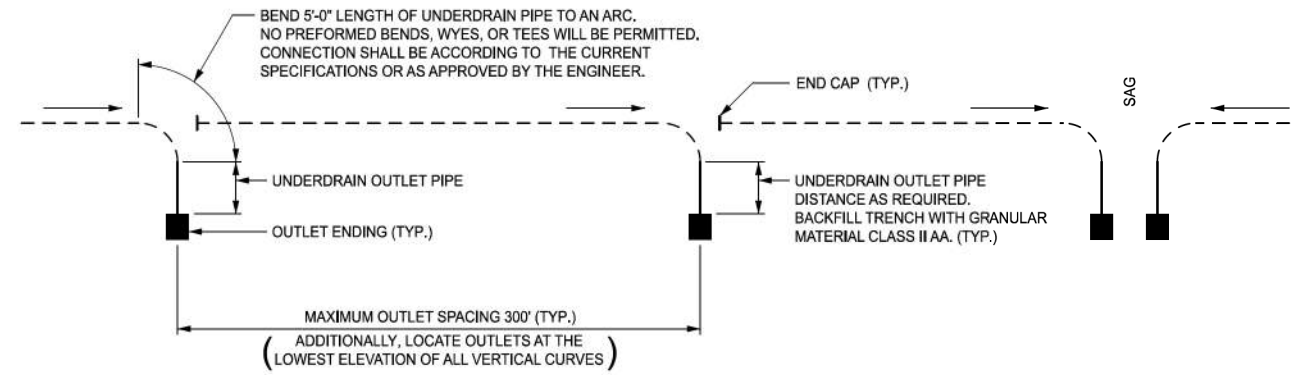 BEND 5'-0" LENGTH OF UNDERDRAIN PIPE TO AN ARC.
NO PREFORMED BENDS, WYES, OR TEES WILL BE PERMITTED.
CONNECTION SHALL BE ACCORDING TO THE CURRENT
SPECIFICATIONS OR AS APPROVED BY THE ENGINEER.
END CAP (TYP.)
SAG
UNDERDRAIN OUTLET PIPE
OUTLET ENDING (TYP.)
UNDERDRAIN OUTLET PIPE
DISTANCE AS REQUIRED.
BACKFILL TRENCH WITH GRANULAR
MATERIAL CLASS II AA. (TYP.)
MAXIMUM OUTLET SPACING 300' (TYP.)
(ADDITIONALLY, LOCATE OUTLETS AT THE
LOWEST ELEVATION OF ALL VERTICAL CURVES)